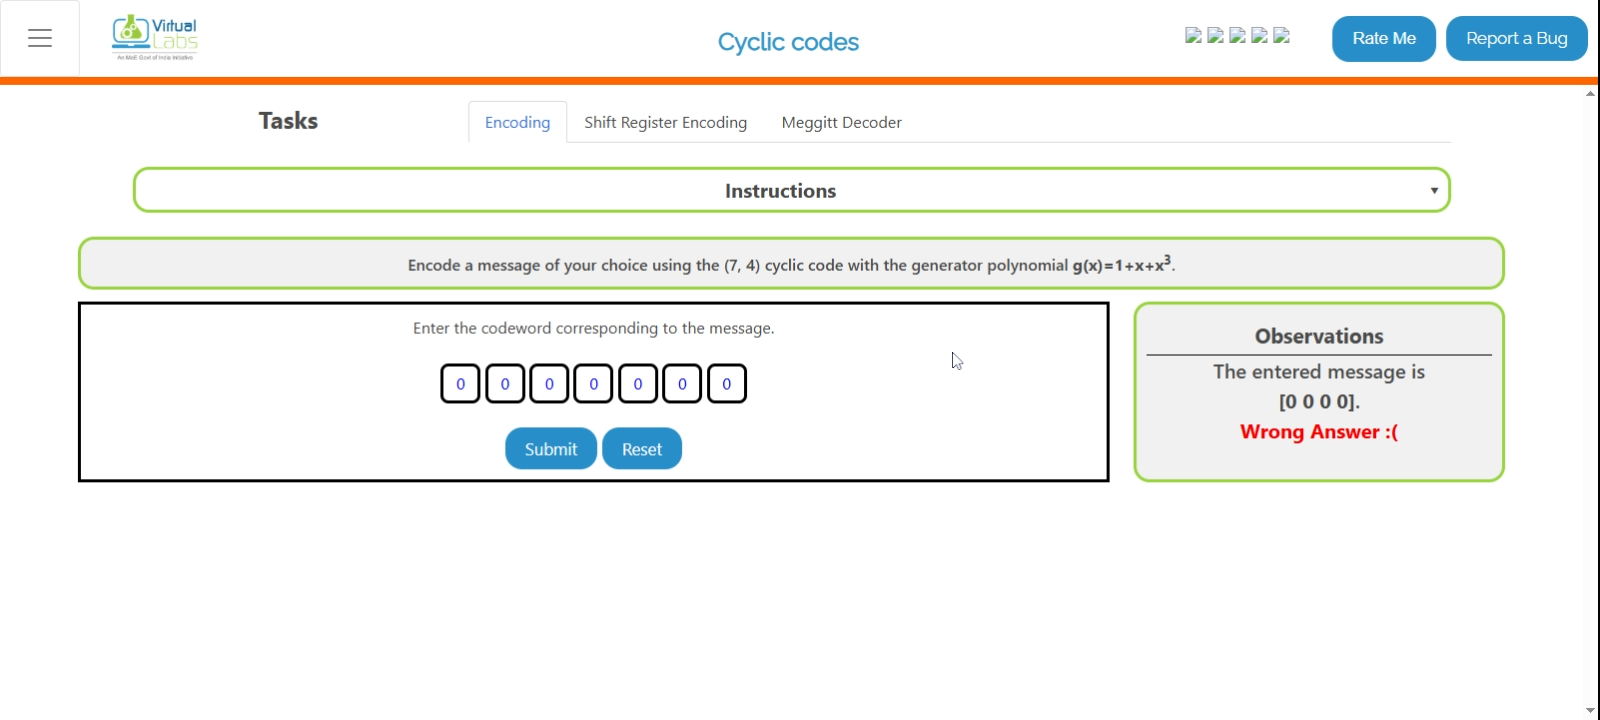 Virtual
Labs
An MoE Govt of India Initiative
Cyclic codes
Rate Me
Report a Bug
Tasks
Encoding
Shift Register Encoding
Meggitt Decoder
Instructions
Encode a message of your choice using the (7, 4) cyclic code with the generator polynomial g(x)=1+x+x³.
Enter the codeword corresponding to the message.
0 0 0 0 0 0 0
Submit
Reset
Observations
The entered message is
[0 0 0 0].
Wrong Answer :(